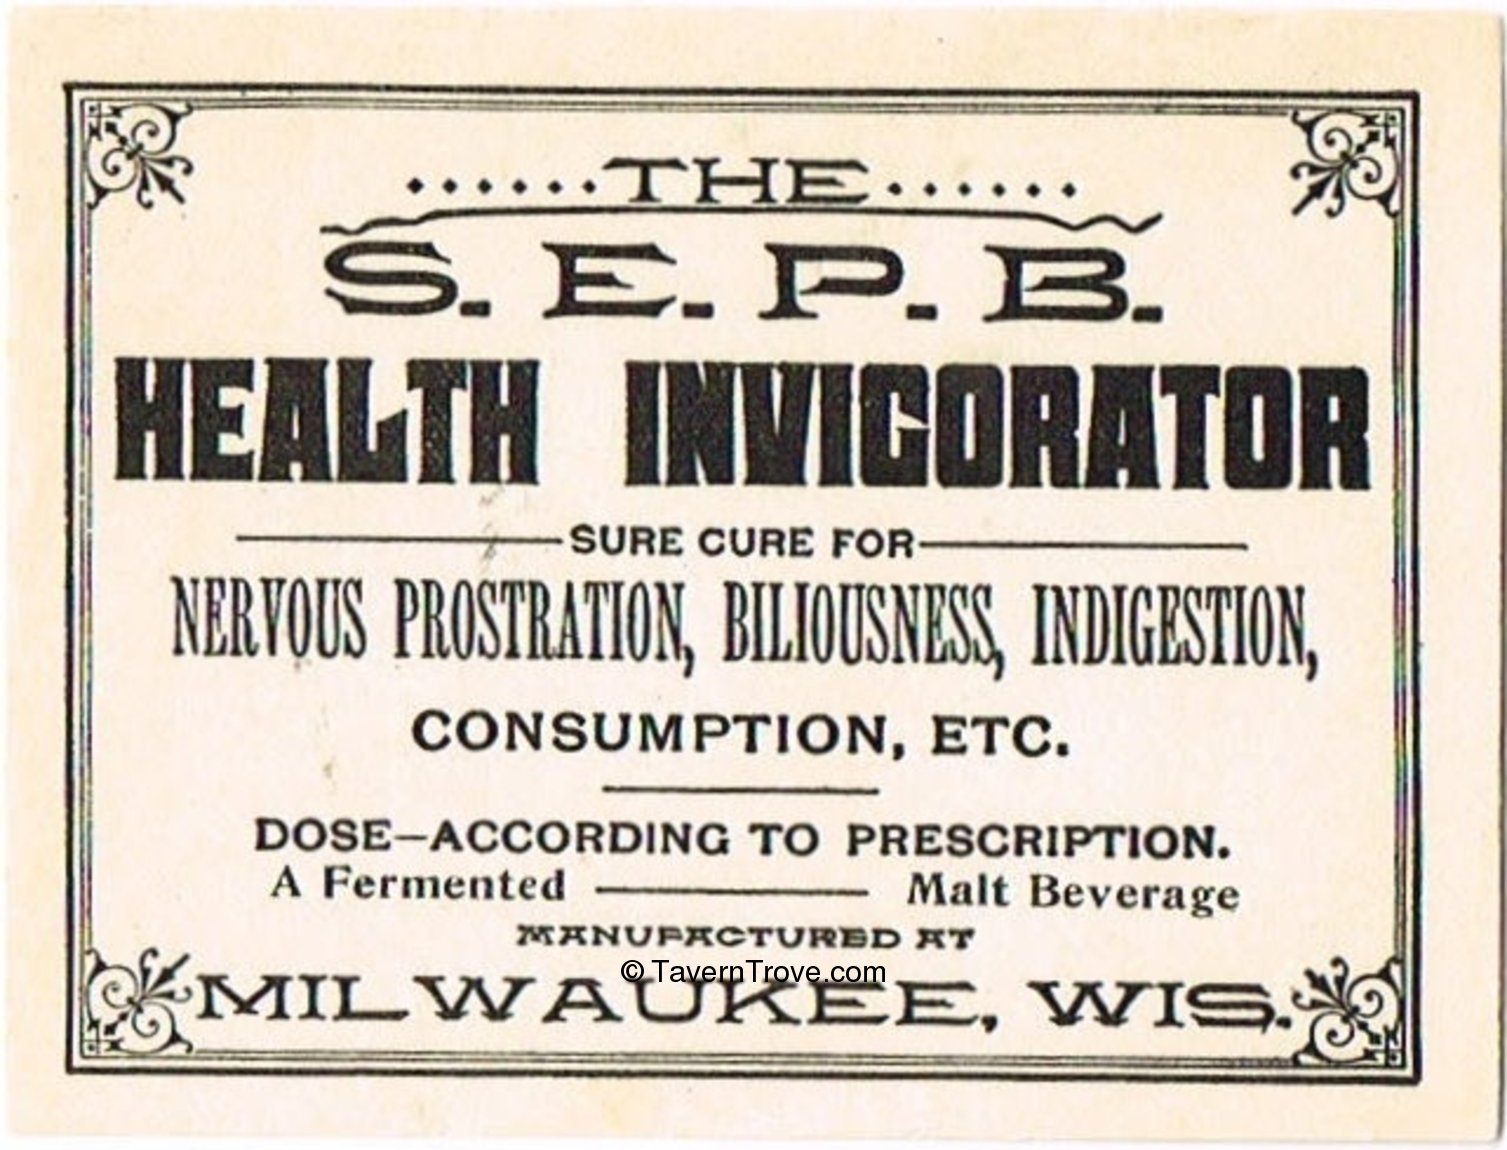 ......THE......
S. E. P. B.
HEALTH INVIGORATOR
SURE CURE FOR
NERVOUS PROSTRATION, BILIOUSNESS, INDIGESTION,
CONSUMPTION, ETC.
DOSE—ACCORDING TO PRESCRIPTION.
A Fermented —— Malt Beverage
MANUFACTURED AT
© TavernTrove.com
MILWAUKEE, WIS.